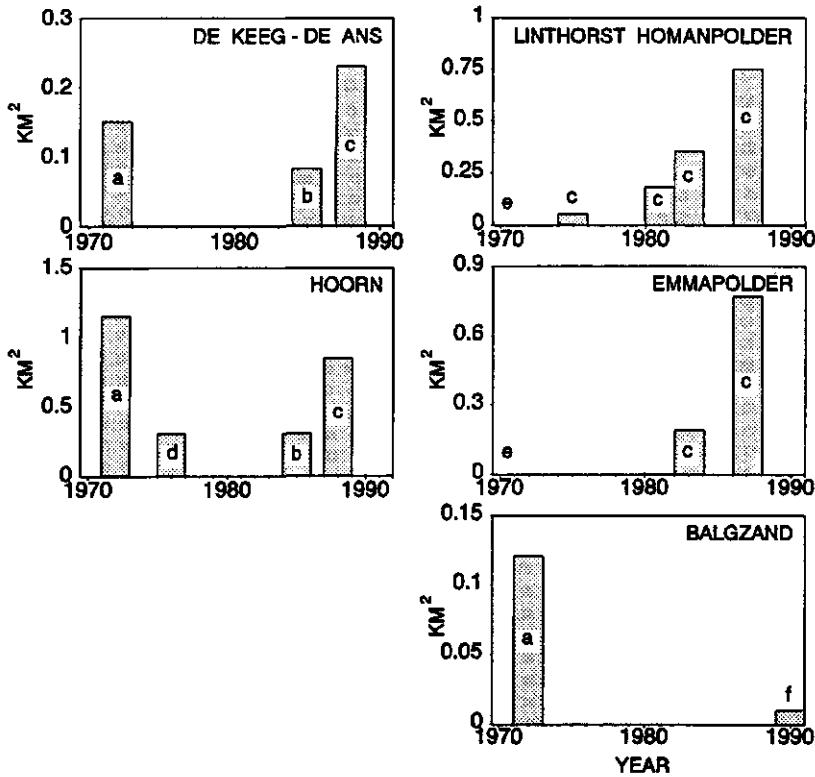 DE KEEG - DE ANS
KM²
0.3
0.2
0.1
0
a
b
c
1970
1980
1990
LINTHORST HOMANPOLDER
KM²
1
0.75
0.5
0.25
0
e
c
c
c
c
1970
1980
1990
HOORN
KM²
1.5
1
0.5
0
a
d
b
c
1970
1980
1990
EMMAPOLDER
KM²
0.9
0.6
0.3
0
e
c
c
1970
1980
1990
BALGZAND
KM²
0.15
0.1
0.05
0
a
f
1970
1980
1990
YEAR